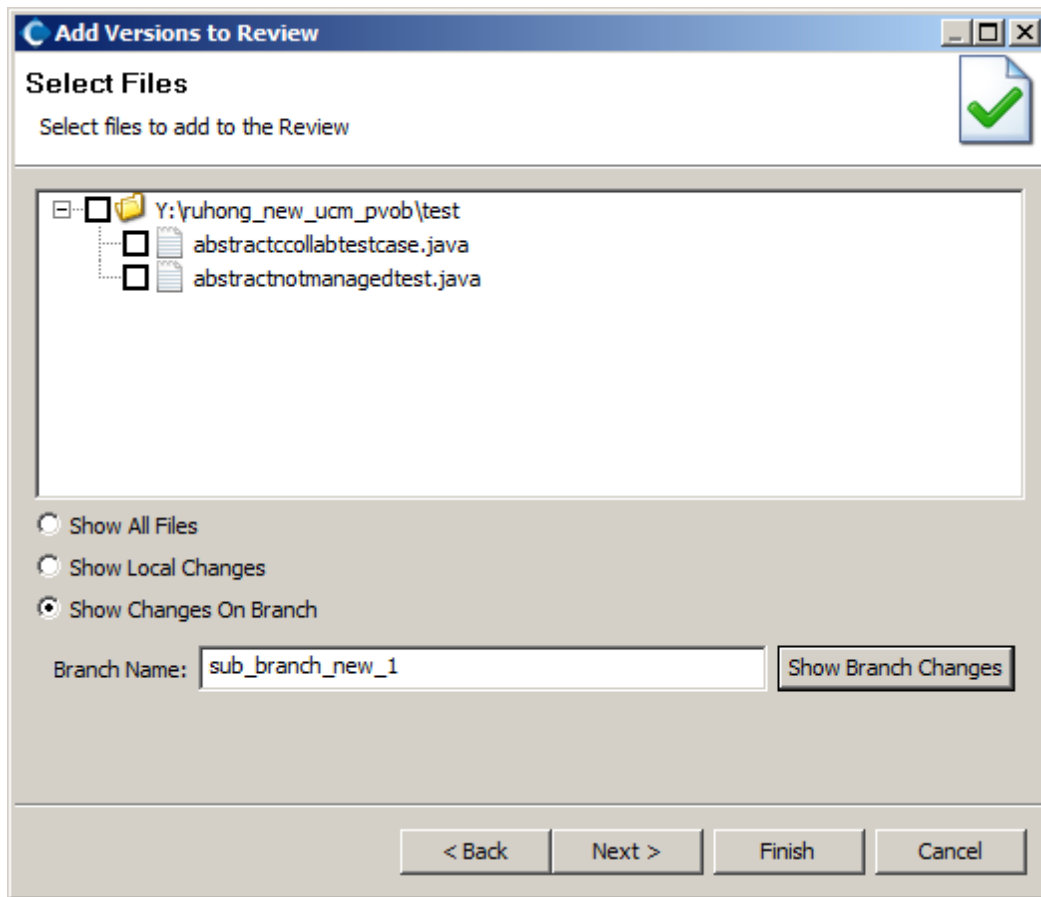 Add Versions to Review
Select Files
Select files to add to the Review
Y:\ruhong_new_ucm_pvob\test
abstractccollabtestcase.java
abstractnotmanagedtest.java
Show All Files
Show Local Changes
Show Changes On Branch
Branch Name: sub_branch_new_1 Show Branch Changes
< Back Next > Finish Cancel